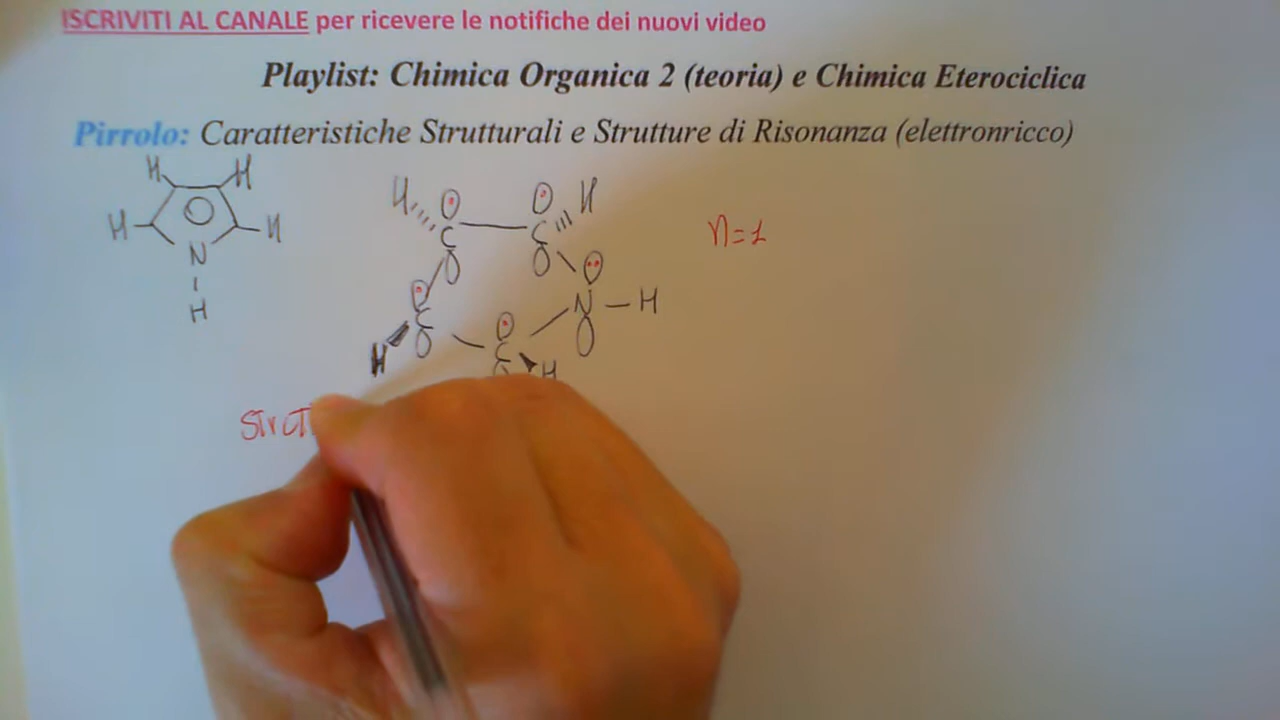 ISCRIVITI AL CANALE per ricevere le notifiche dei nuovi video
Playlist: Chimica Organica 2 (teoria) e Chimica Eterociclica
Pirrolo: Caratteristiche Strutturali e Strutture di Risonanza (elettronricco)
H H
H H
N
H
H C C H
n=1
C N H
H C H